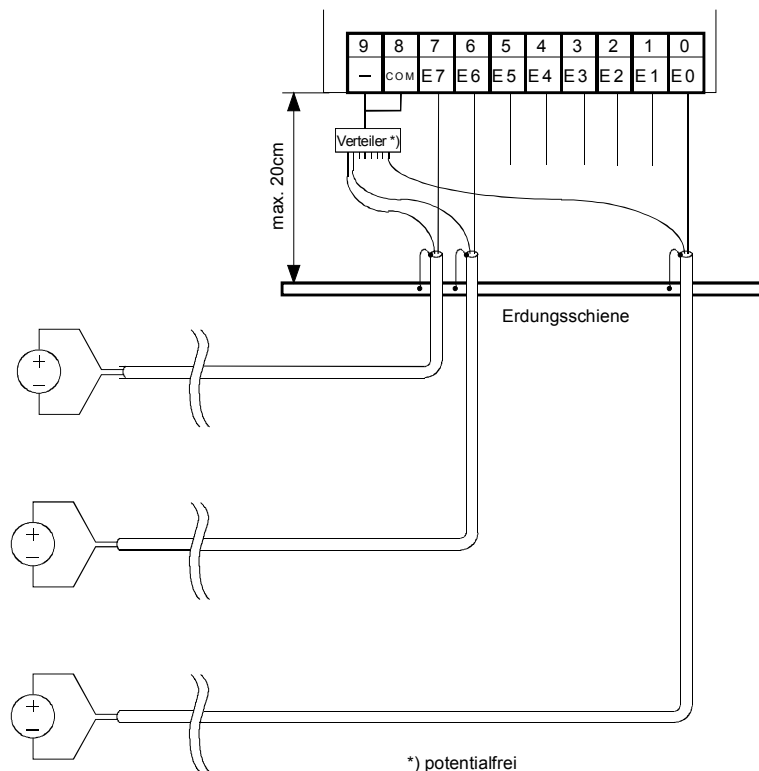 9 8 7 6 5 4 3 2 1 0
– COM E7 E6 E5 E4 E3 E2 E1 E0
Verteiler *)
max. 20cm
Erdungsschiene
+
–
+
–
+
–
*) potentialfrei